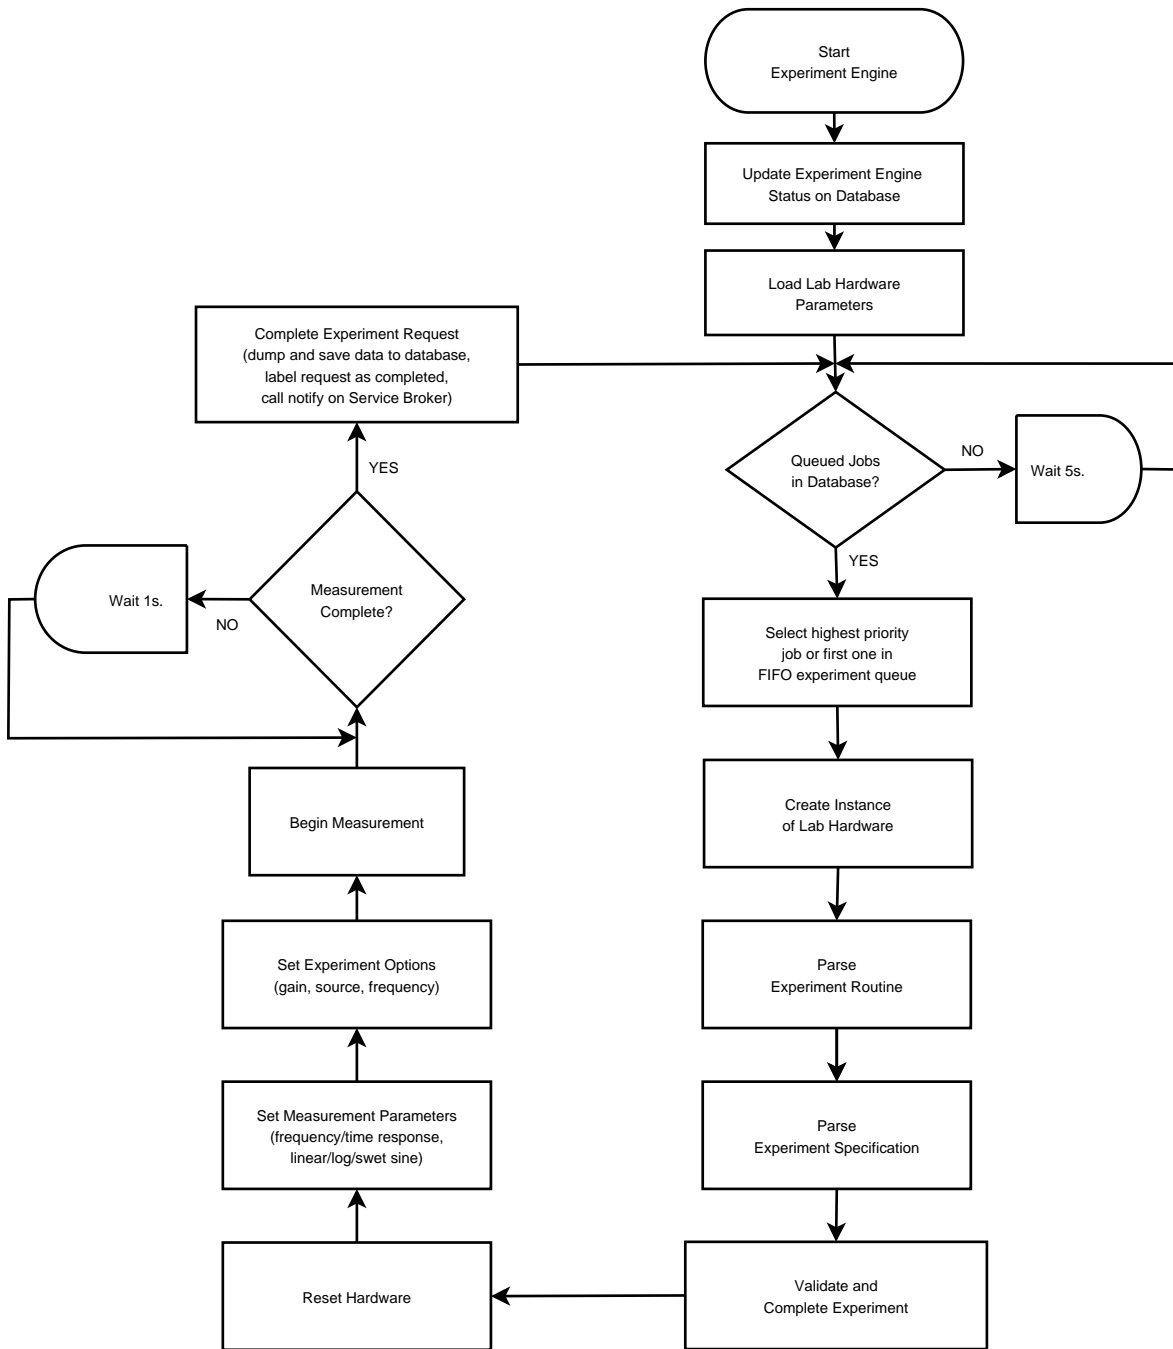 Start
Experiment Engine
Update Experiment Engine
Status on Database
Load Lab Hardware
Parameters
Complete Experiment Request
(dump and save data to database,
label request as completed,
call notify on Service Broker)
YES
Queued Jobs
in Database?
NO
Wait 5s.
YES
Measurement
Complete?
NO
Wait 1s.
Select highest priority
job or first one in
FIFO experiment queue
Create Instance
of Lab Hardware
Begin Measurement
Parse
Experiment Routine
Set Experiment Options
(gain, source, frequency)
Parse
Experiment Specification
Set Measurement Parameters
(frequency/time response,
linear/log/swet sine)
Validate and
Complete Experiment
Reset Hardware